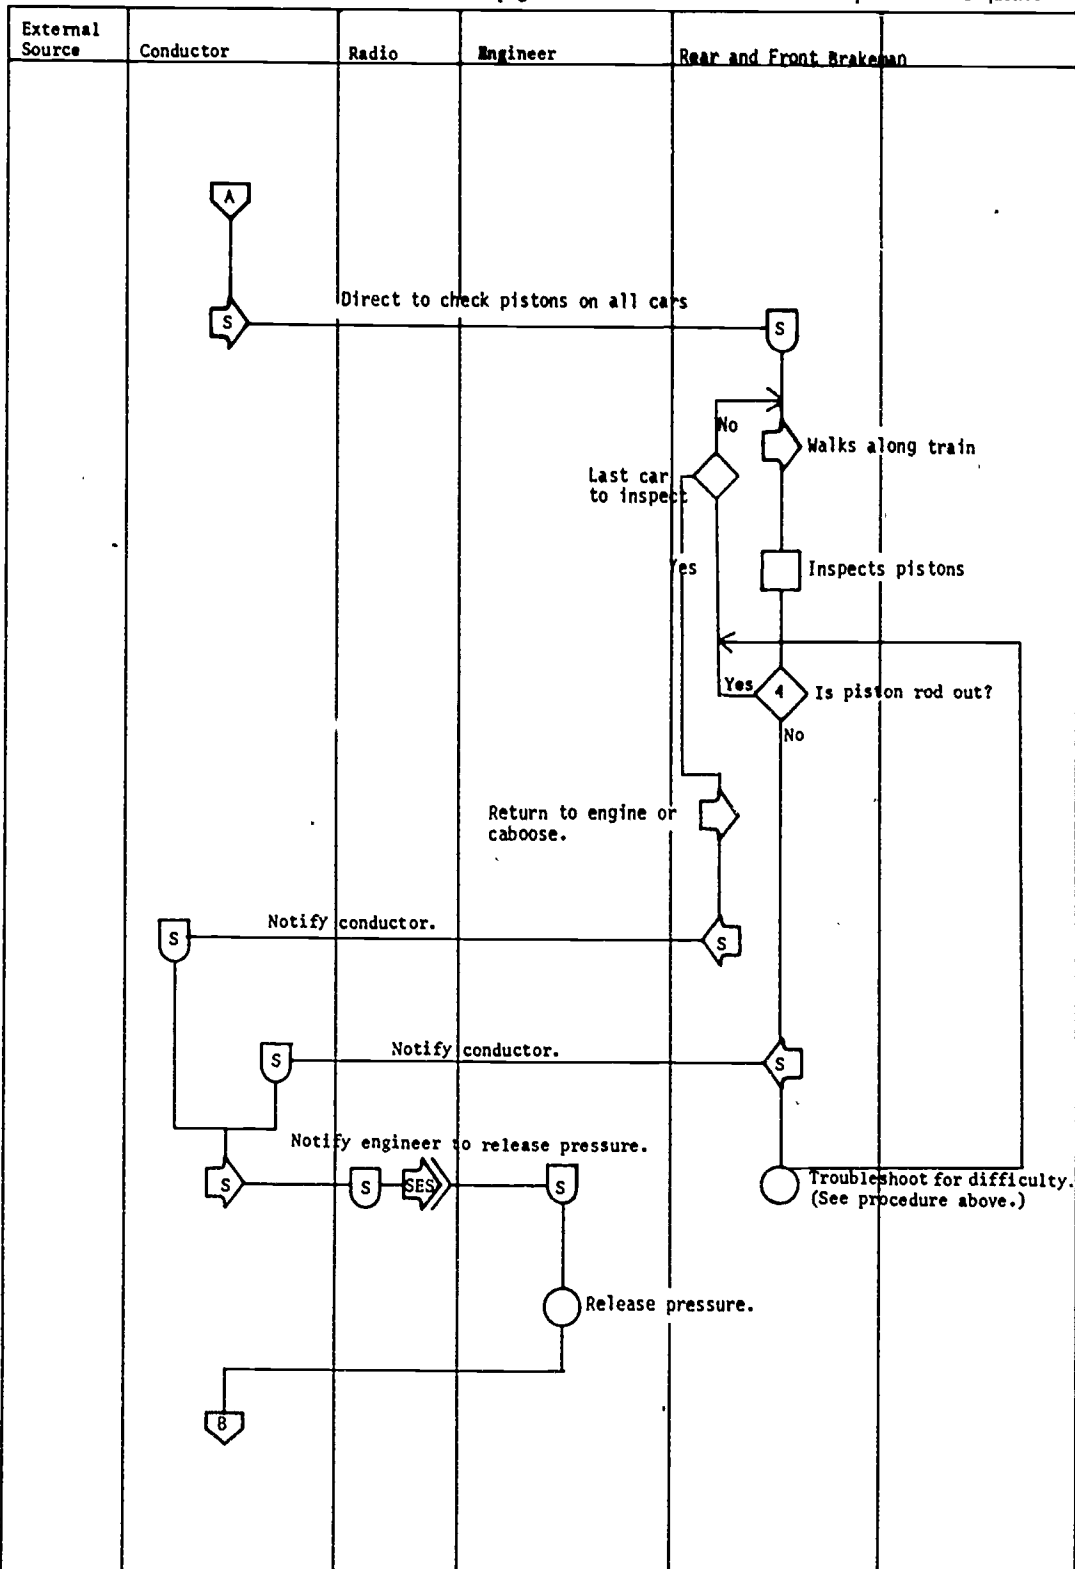 External
Source
Conductor
Radio
Engineer
Rear and Front Brakeman
A
Direct to check pistons on all cars
S
S
No
Walks along train
Last car
to inspect
Yes
Inspects pistons
Yes
4
Is piston rod out?
No
Return to engine or
caboose.
Notify conductor.
S
S
Notify conductor.
S
S
Notify engineer to release pressure.
S
S
SES
S
Troubleshoot for difficulty.
(See procedure above.)
Release pressure.
B